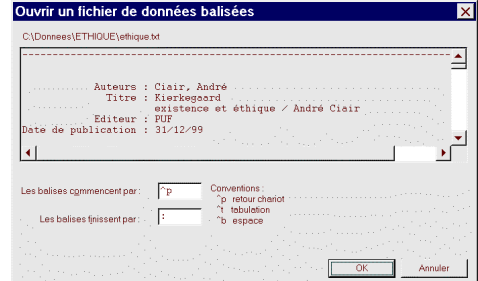 Ouvrir un fichier de données balisées
C:\Donnees\ETHIQUE\ethique.txt
Auteurs : Ciair, André
Titre : Kierkegaard
existence et éthique / André Ciair
Editeur : PUF
Date de publication : 31/12/99
Les balises commencent par : ^p
Conventions :
^p retour chariot
^t tabulation
Les balises finissent par : :
^b espace
OK Annuler